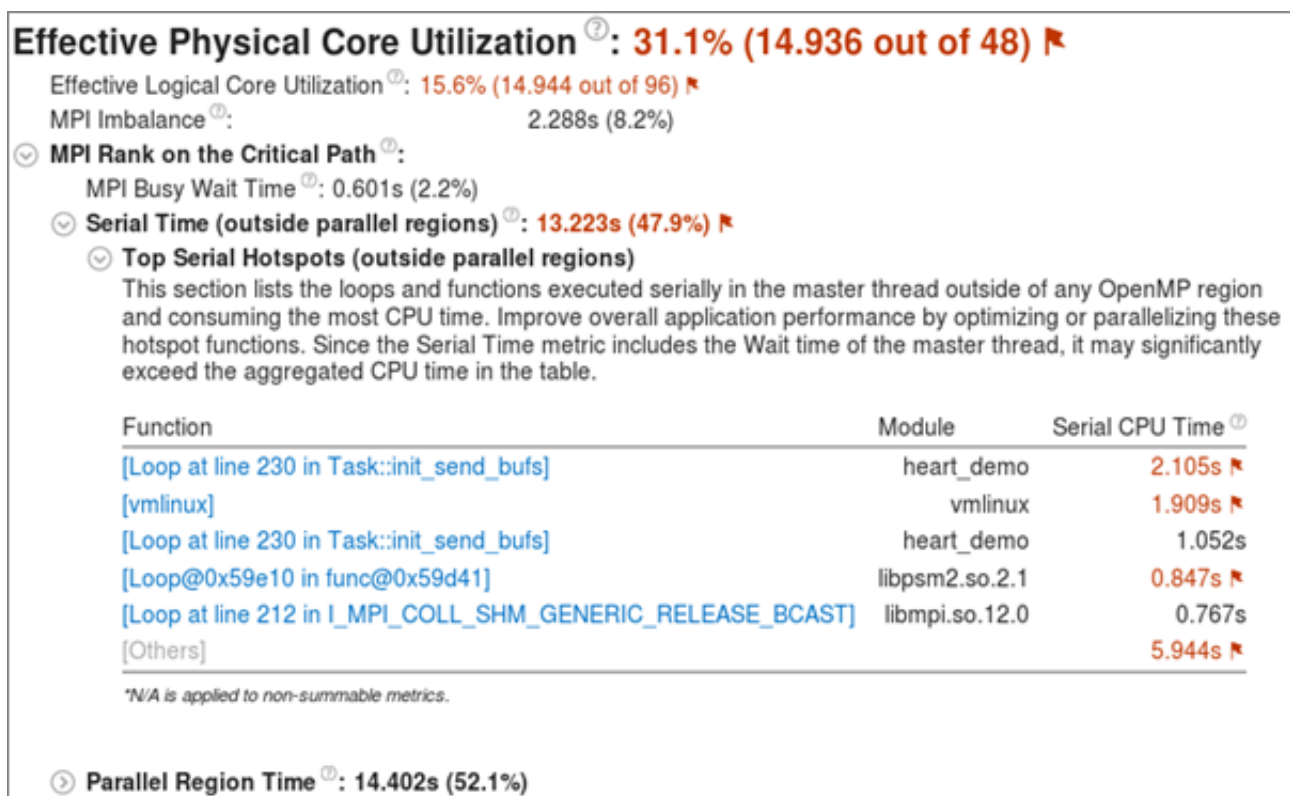 Effective Physical Core Utilization ?: 31.1% (14.936 out of 48)
Effective Logical Core Utilization ?: 15.6% (14.944 out of 96)
MPI Imbalance ?: 2.288s (8.2%)
MPI Rank on the Critical Path ?:
MPI Busy Wait Time ?: 0.601s (2.2%)
Serial Time (outside parallel regions) ?: 13.223s (47.9%)
Top Serial Hotspots (outside parallel regions)
This section lists the loops and functions executed serially in the master thread outside of any OpenMP region
and consuming the most CPU time. Improve overall application performance by optimizing or parallelizing these
hotspot functions. Since the Serial Time metric includes the Wait time of the master thread, it may significantly
exceed the aggregated CPU time in the table.
Function Module Serial CPU Time ?
[Loop at line 230 in Task::init_send_bufs] heart_demo 2.105s
[vmlinux] vmlinux 1.909s
[Loop at line 230 in Task::init_send_bufs] heart_demo 1.052s
[Loop@0x59e10 in func@0x59d41] libpsm2.so.2.1 0.847s
[Loop at line 212 in I_MPI_COLL_SHM_GENERIC_RELEASE_BCAST] libmpi.so.12.0 0.767s
[Others] 5.944s
*N/A is applied to non-summable metrics.
Parallel Region Time ?: 14.402s (52.1%)